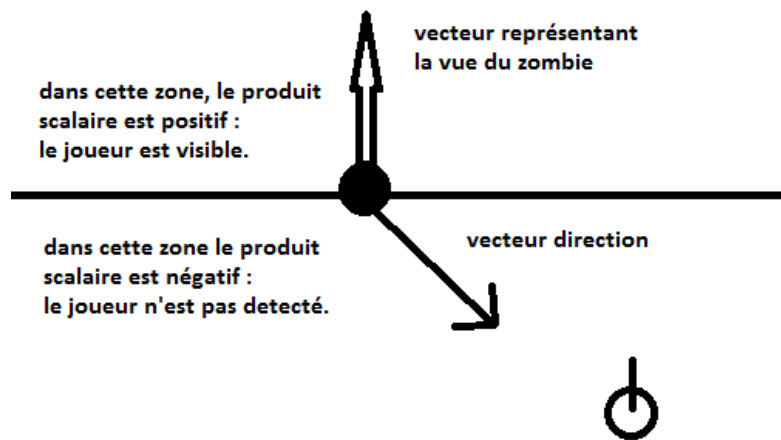 vecteur représentant
la vue du zombie
dans cette zone, le produit
scalaire est positif :
le joueur est visible.
dans cette zone le produit
scalaire est négatif :
le joueur n'est pas detecté.
vecteur direction